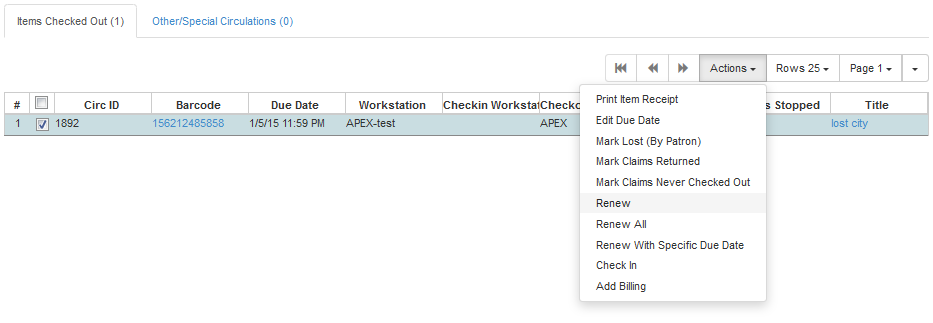 Items Checked Out (1) Other/Special Circulations (0)
Actions Rows 25 Page 1
# Circ ID Barcode Due Date Workstation Checkin Workstat Checko s Stopped Title
1 1892 156212485858 1/5/15 11:59 PM APEX-test APEX lost city
Print Item Receipt
Edit Due Date
Mark Lost (By Patron)
Mark Claims Returned
Mark Claims Never Checked Out
Renew
Renew All
Renew With Specific Due Date
Check In
Add Billing